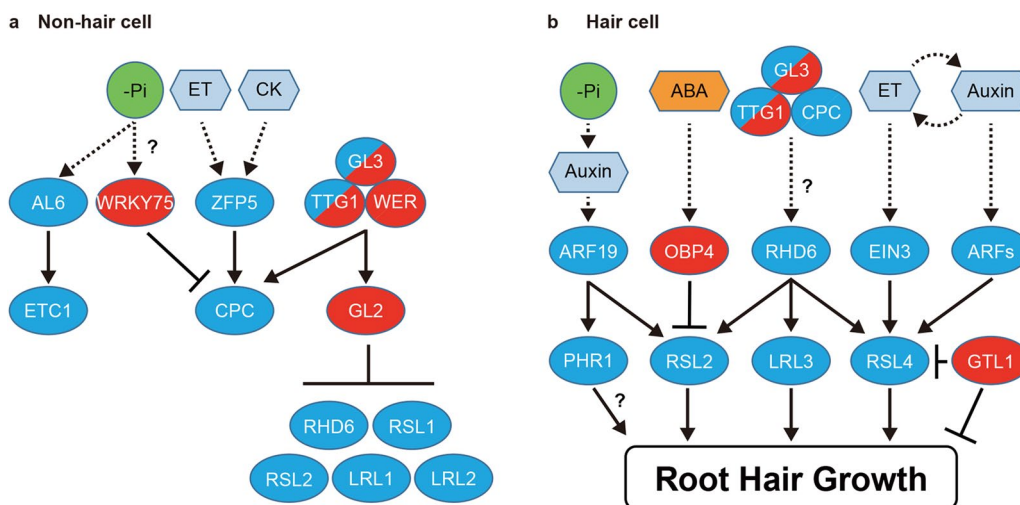 a Non-hair cell
-Pi ET CK
?
GL3
AL6 WRKY75 ZFP5 TTG1 WER
ETC1 CPC GL2
RHD6 RSL1
RSL2 LRL1 LRL2
b Hair cell
GL3
-Pi ABA TTG1 CPC ET Auxin
Auxin ?
ARF19 OBP4 RHD6 EIN3 ARFs
PHR1 RSL2 LRL3 RSL4 GTL1
?
Root Hair Growth